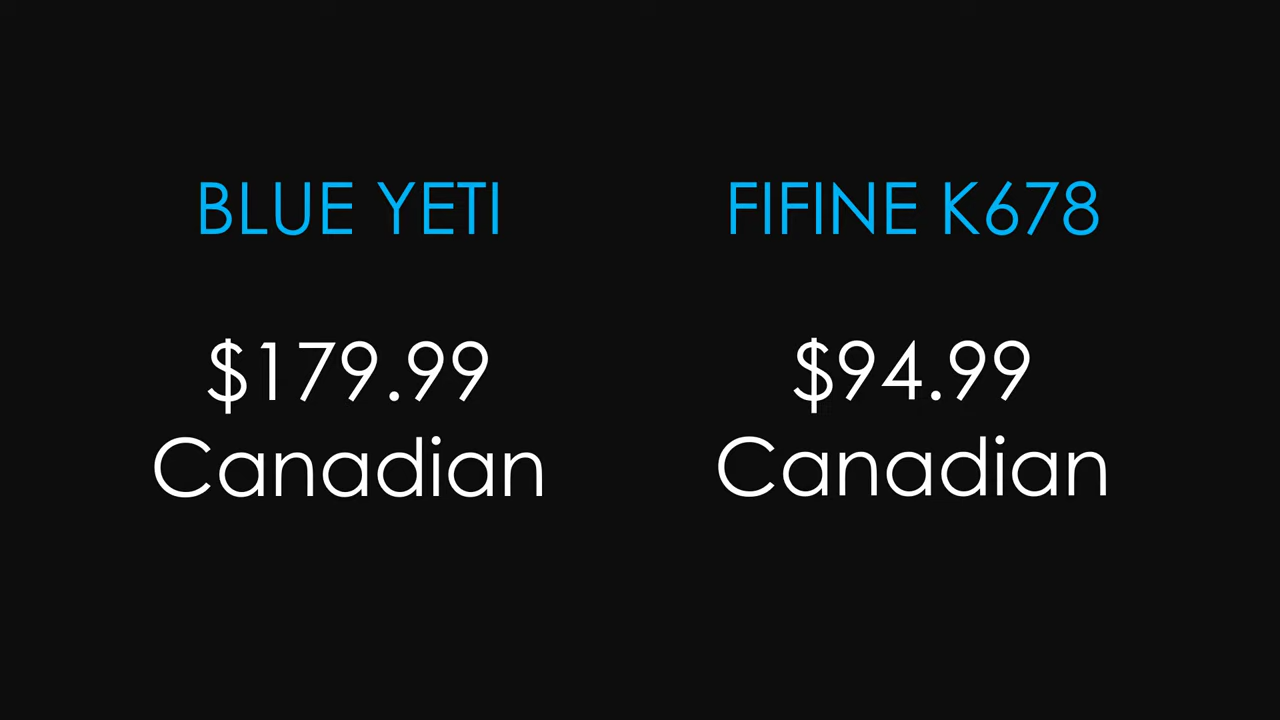 BLUE YETI
$179.99
Canadian
FIFINE K678
$94.99
Canadian